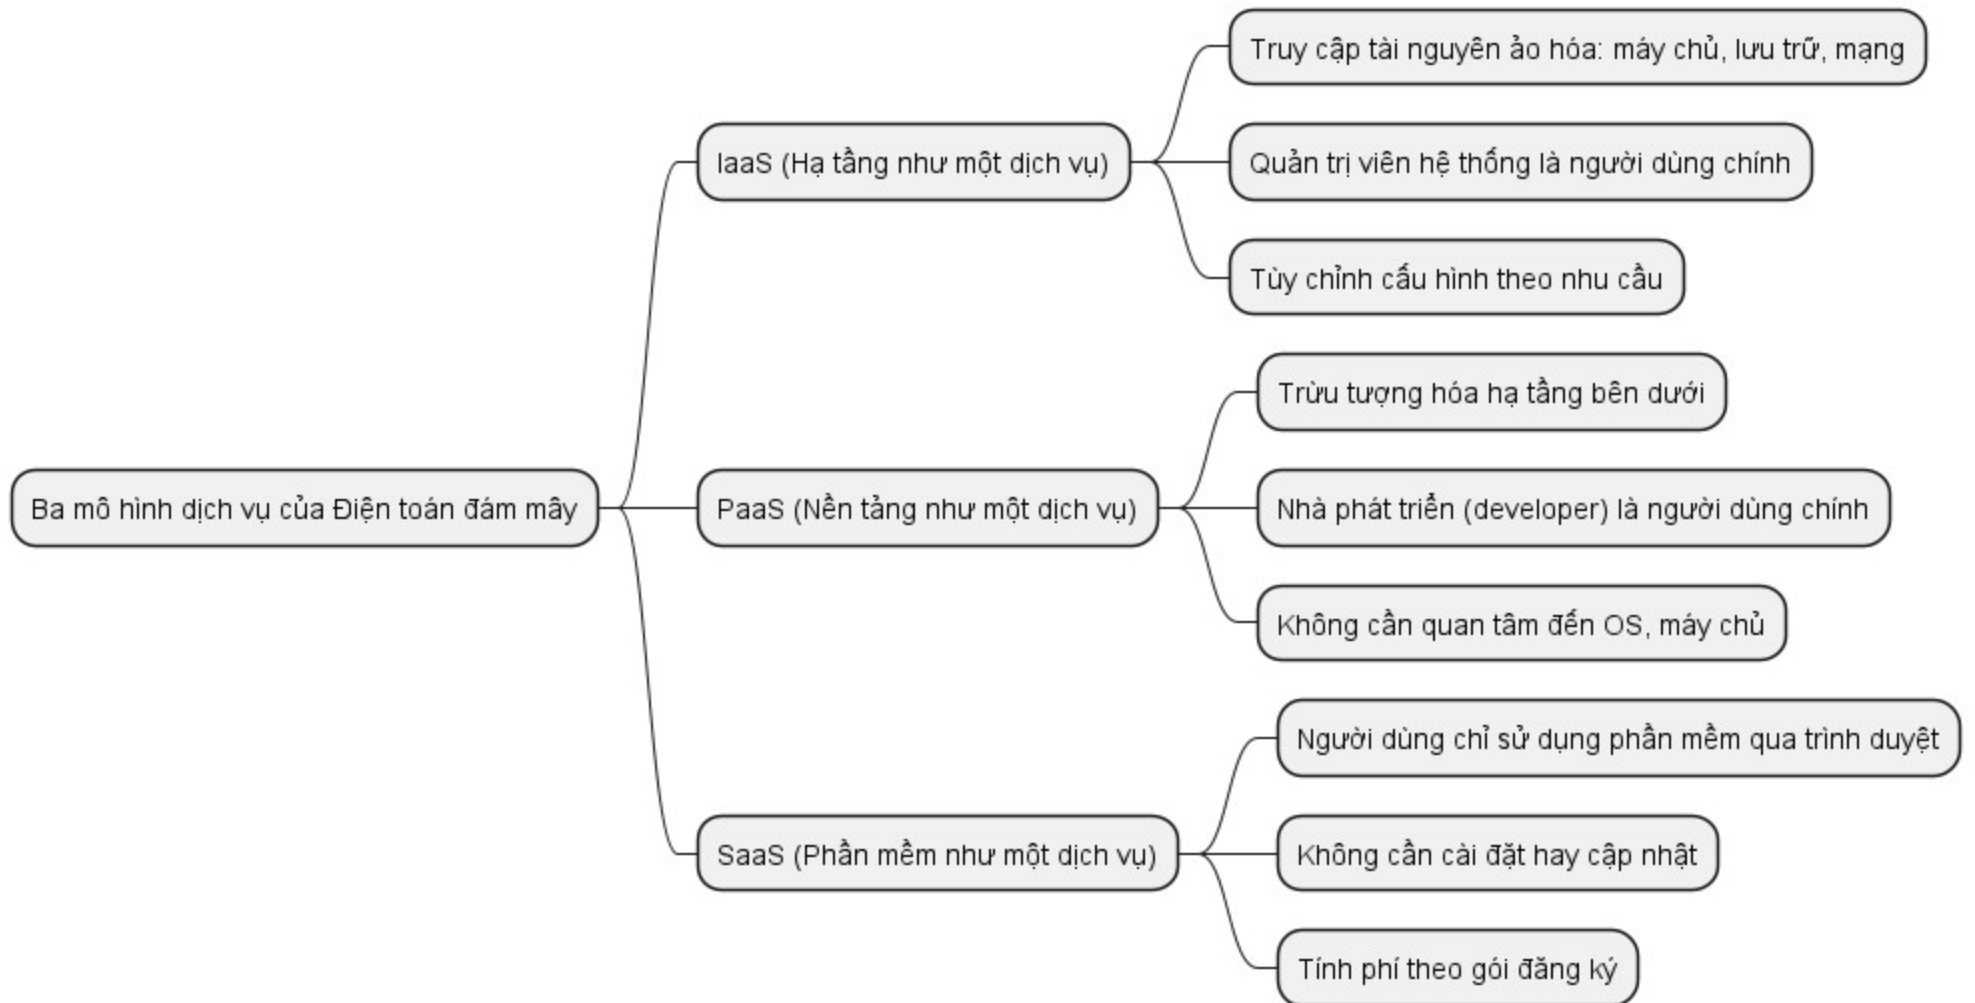 Ba mô hình dịch vụ của Điện toán đám mây
IaaS (Hạ tầng như một dịch vụ)
Truy cập tài nguyên ảo hóa: máy chủ, lưu trữ, mạng
Quản trị viên hệ thống là người dùng chính
Tùy chỉnh cấu hình theo nhu cầu
PaaS (Nền tảng như một dịch vụ)
Trừu tượng hóa hạ tầng bên dưới
Nhà phát triển (developer) là người dùng chính
Không cần quan tâm đến OS, máy chủ
SaaS (Phần mềm như một dịch vụ)
Người dùng chỉ sử dụng phần mềm qua trình duyệt
Không cần cài đặt hay cập nhật
Tính phí theo gói đăng ký